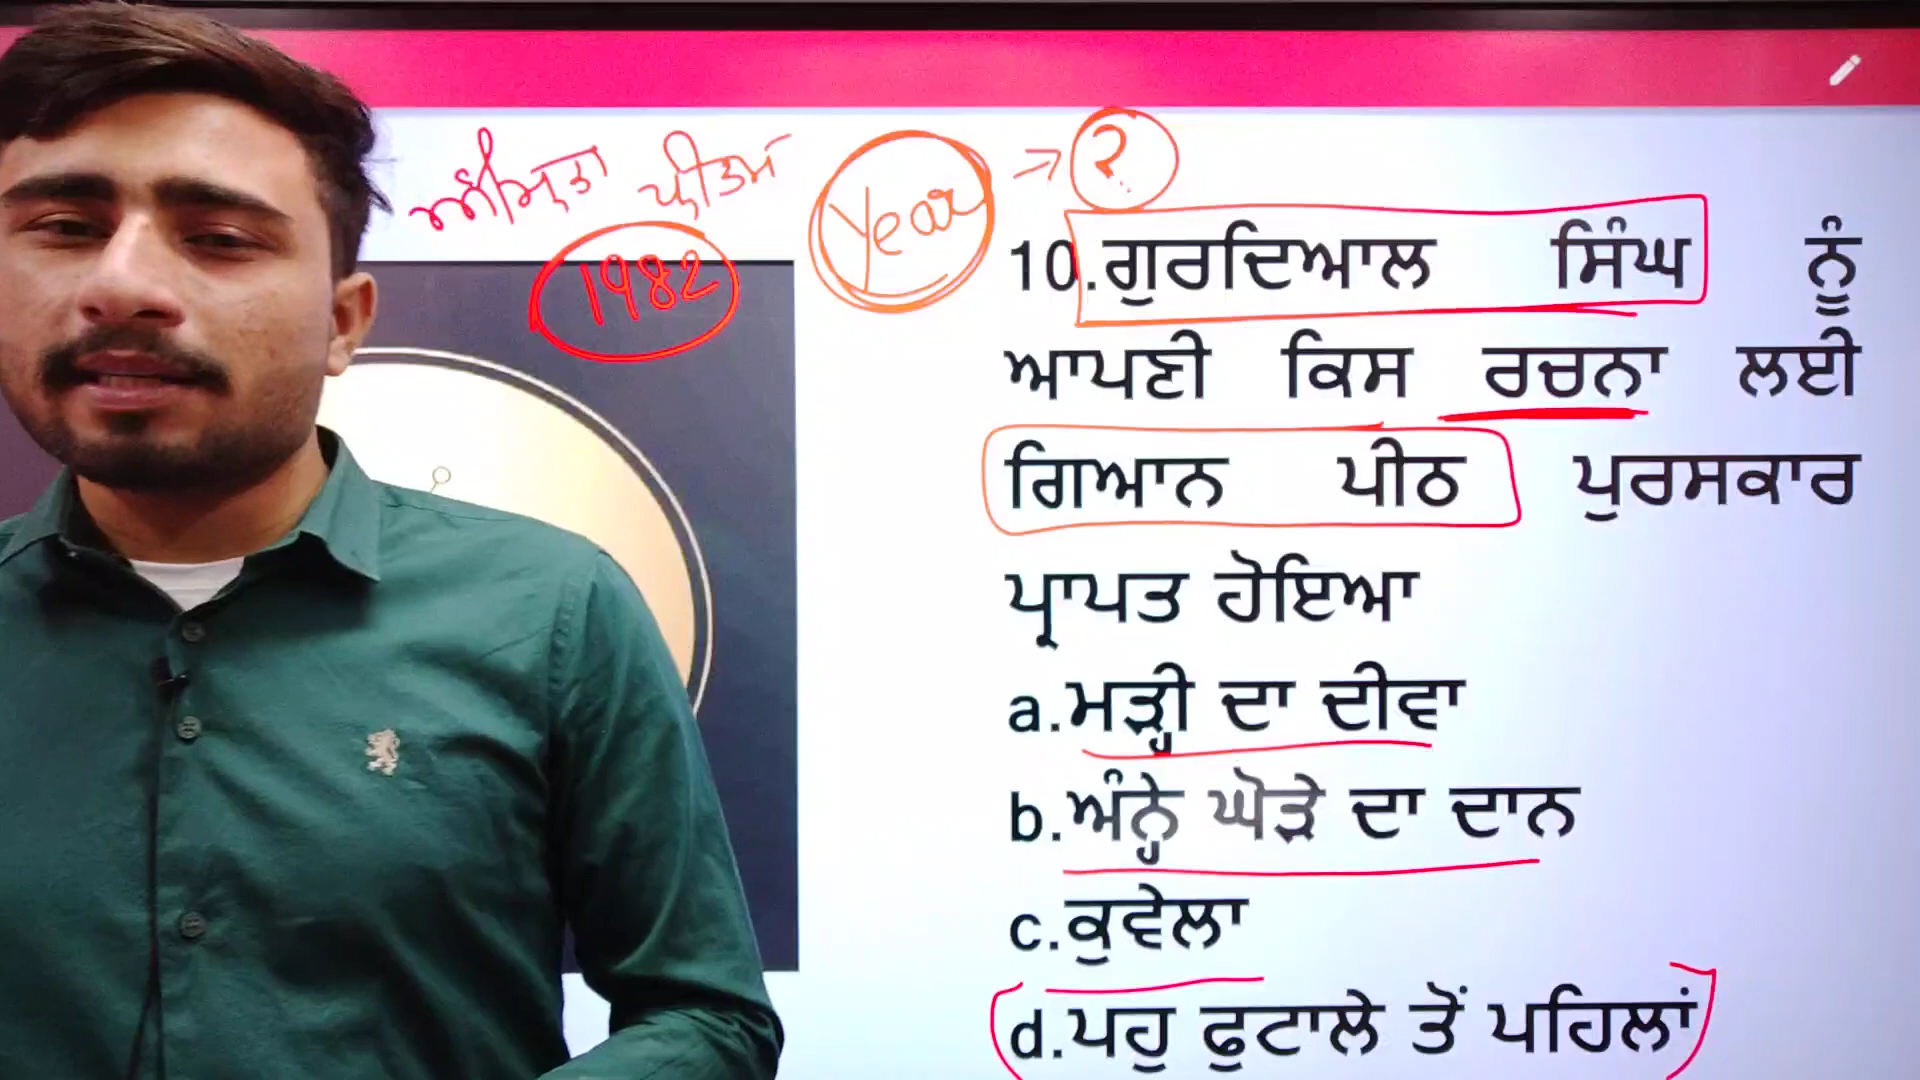 ਅੰਮ੍ਰਿਤਾ ਪ੍ਰੀਤਮ
1982
Year → ?
10.ਗੁਰਦਿਆਲ ਸਿੰਘ ਨੂੰ
ਆਪਣੀ ਕਿਸ ਰਚਨਾ ਲਈ
ਗਿਆਨ ਪੀਠ ਪੁਰਸਕਾਰ
ਪ੍ਰਾਪਤ ਹੋਇਆ
a.ਮੜ੍ਹੀ ਦਾ ਦੀਵਾ
b.ਅੰਨ੍ਹੇ ਘੋੜੇ ਦਾ ਦਾਨ
c.ਕੁਵੇਲਾ
d.ਪਹੁ ਫੁਟਾਲੇ ਤੋਂ ਪਹਿਲਾਂ